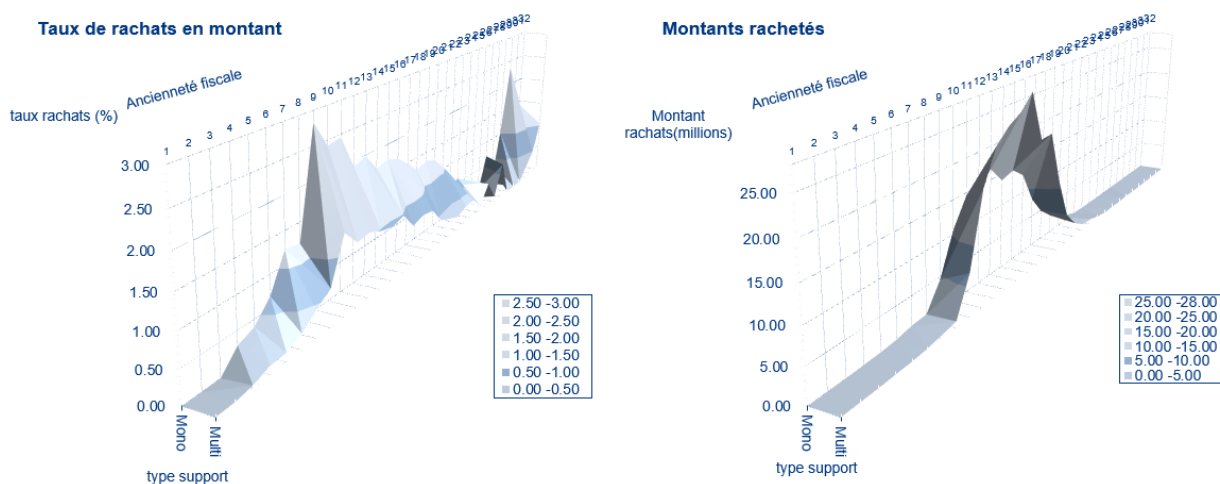 Taux de rachats en montant
Ancienneté fiscale
taux rachats (%)
1 2 3 4 5 6 7 8 9 10 11 12 13 14 15 16 17 18 19
3.00
2.50
2.00
1.50
1.00
0.50
0.00
Mono
Multi
type support
2.50 -3.00
2.00 -2.50
1.50 -2.00
1.00 -1.50
0.50 -1.00
0.00 -0.50
Montants rachetés
Ancienneté fiscale
Montant
rachats(millions)
1 2 3 4 5 6 7 8 9 10 11 12 13 14 15 16 17 18 19
25.00
20.00
15.00
10.00
5.00
0.00
Mono
Multi
type support
25.00 -28.00
20.00 -25.00
15.00 -20.00
10.00 -15.00
5.00 -10.00
0.00 -5.00